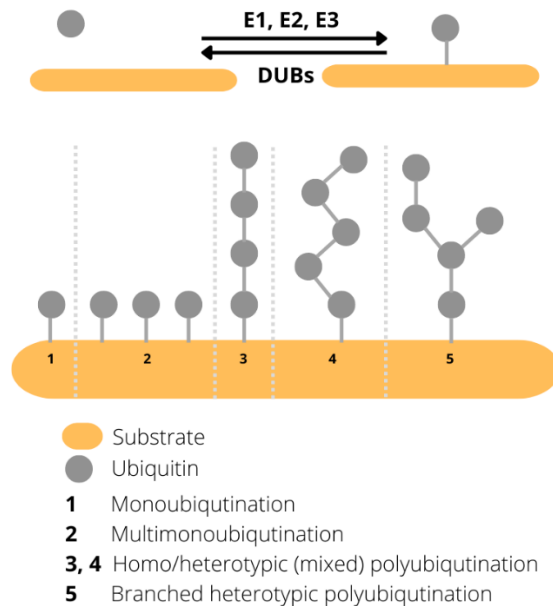 E1, E2, E3
DUBs
1 2 3 4 5
Substrate
Ubiquitin
1 Monoubiqutination
2 Multimonoubiqutination
3, 4 Homo/heterotypic (mixed) polyubiqutination
5 Branched heterotypic polyubiqutination